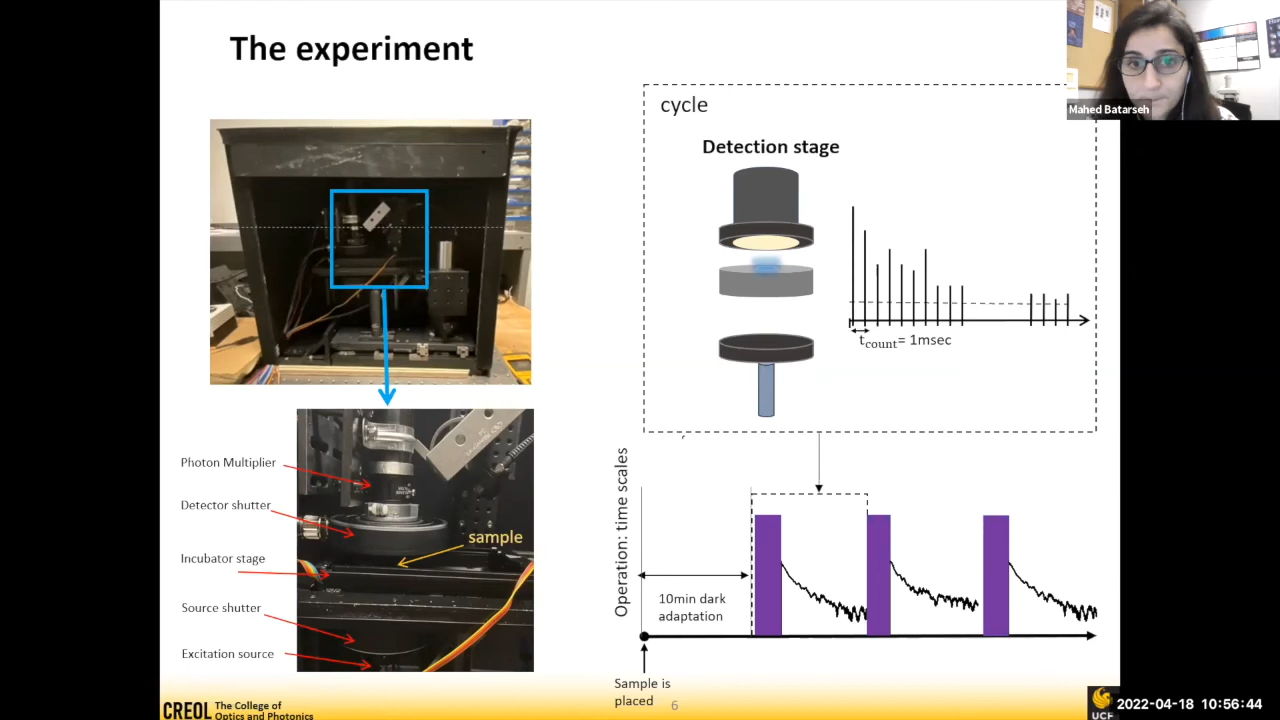 The experiment
Mahed Batarseh
cycle
Detection stage
tcount= 1msec
Photon Multiplier
Detector shutter
Incubator stage
Source shutter
Excitation source
sample
Operation: time scales
10min dark
adaptation
Sample is
placed
6
CREOL The College of
Optics and Photonics
UCF
2022-04-18 10:56:44